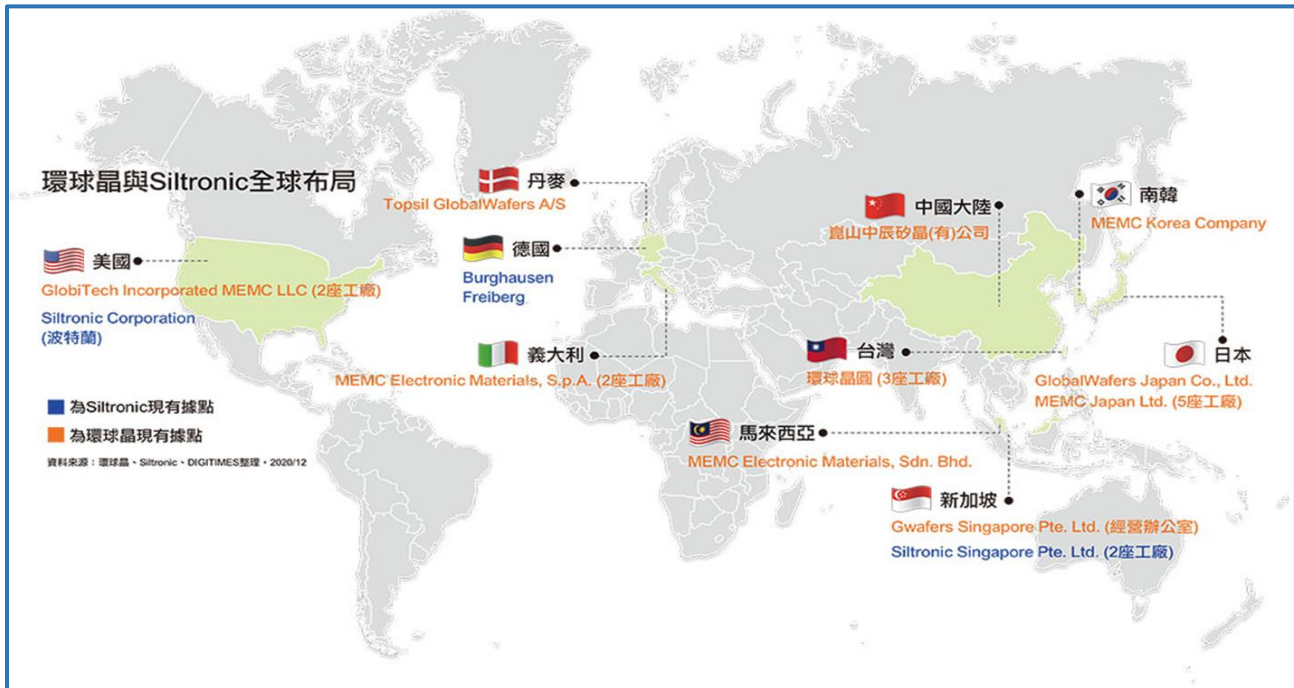 環球晶與Siltronic全球布局
丹麥
Topsil GlobalWafers A/S
德國
Burghausen
Freiberg
中國大陸
崑山中辰矽晶(有)公司
南韓
MEMC Korea Company
美國
GlobiTech Incorporated MEMC LLC (2座工廠)
Siltronic Corporation
(波特蘭)
義大利
MEMC Electronic Materials, S.p.A. (2座工廠)
台灣
環球晶圓 (3座工廠)
日本
GlobalWafers Japan Co., Ltd.
MEMC Japan Ltd. (5座工廠)
馬來西亞
MEMC Electronic Materials, Sdn. Bhd.
新加坡
Gwafers Singapore Pte. Ltd. (經營辦公室)
Siltronic Singapore Pte. Ltd. (2座工廠)
為Siltronic現有據點
為環球晶現有據點
資料來源：環球晶、Siltronic、DIGITIMES整理，2020/12